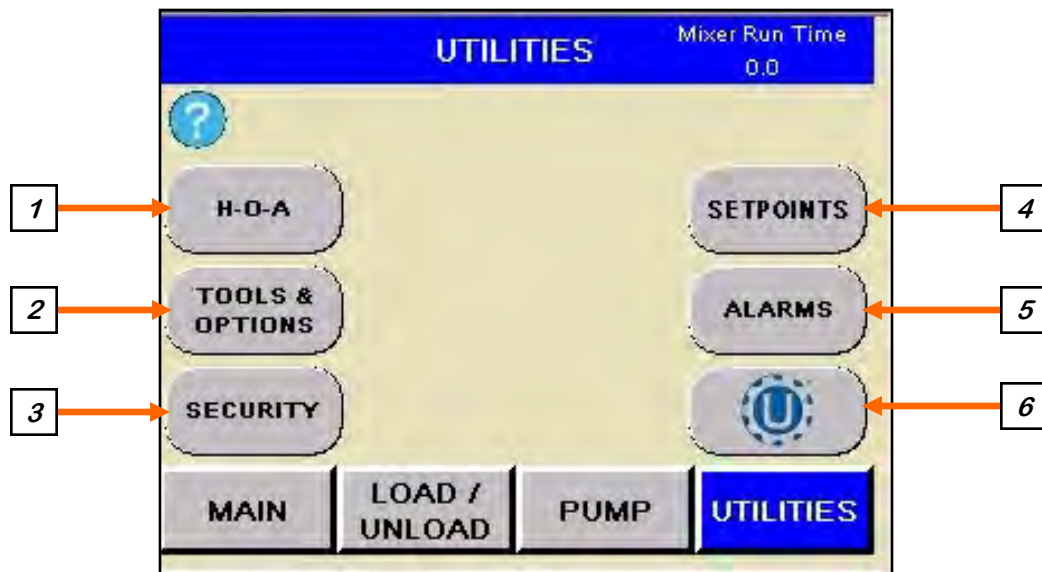 UTILITIES
Mixer Run Time
0.0
?
1
H-O-A
SETPOINTS
4
2
TOOLS &
OPTIONS
ALARMS
5
3
SECURITY
U
6
MAIN
LOAD /
UNLOAD
PUMP
UTILITIES